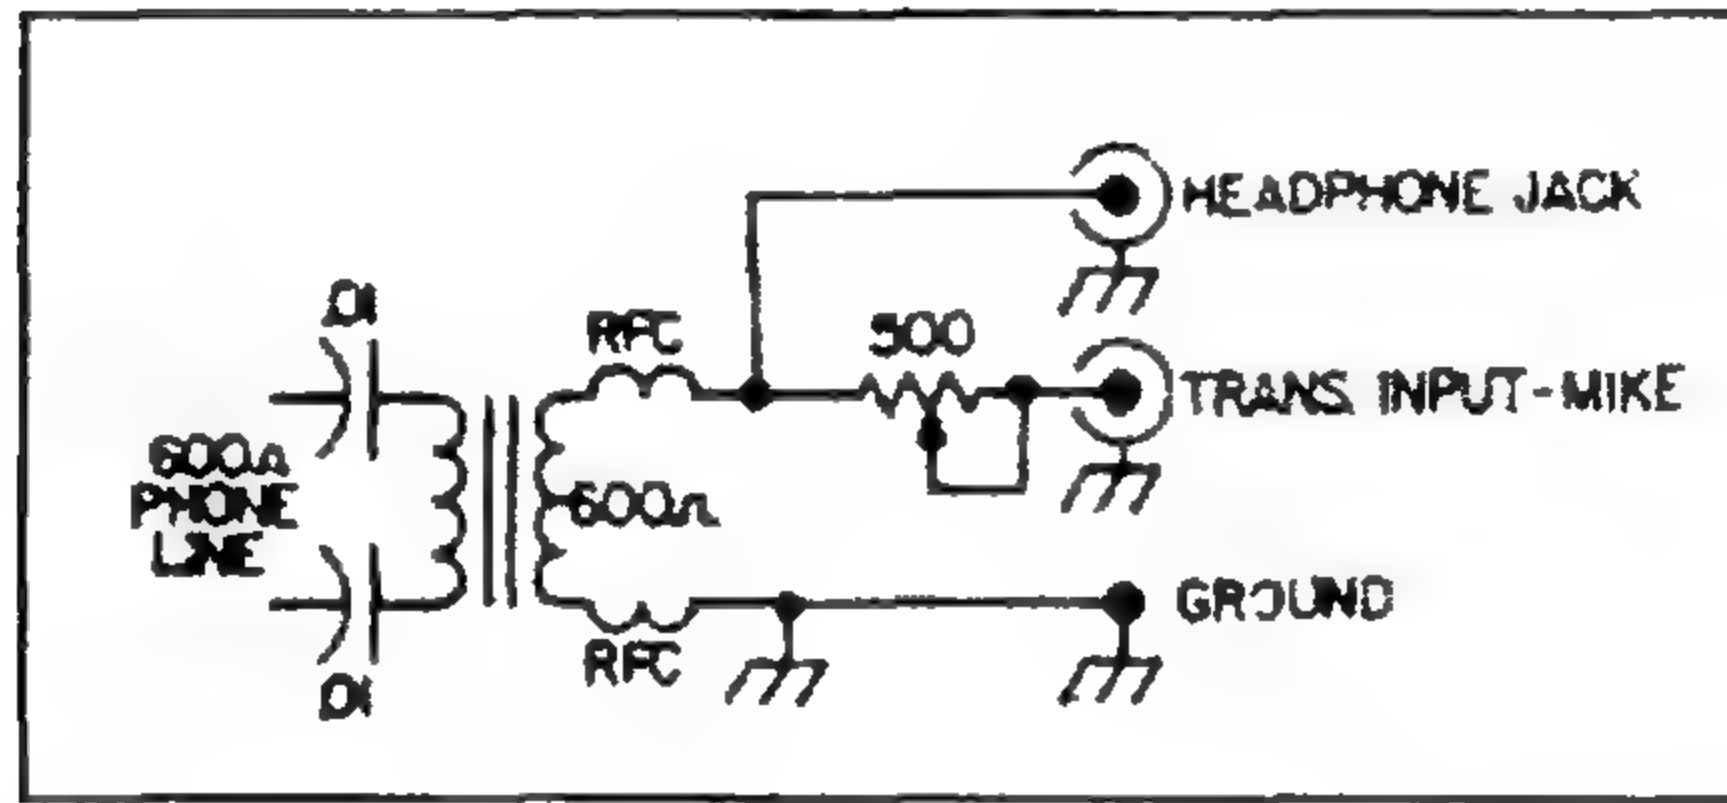 HEADPHONE JACK
.01
RFC
500
TRANS. INPUT-MIKE
600Ω
PHONE
LINE
600Ω
GROUND
RFC
.01